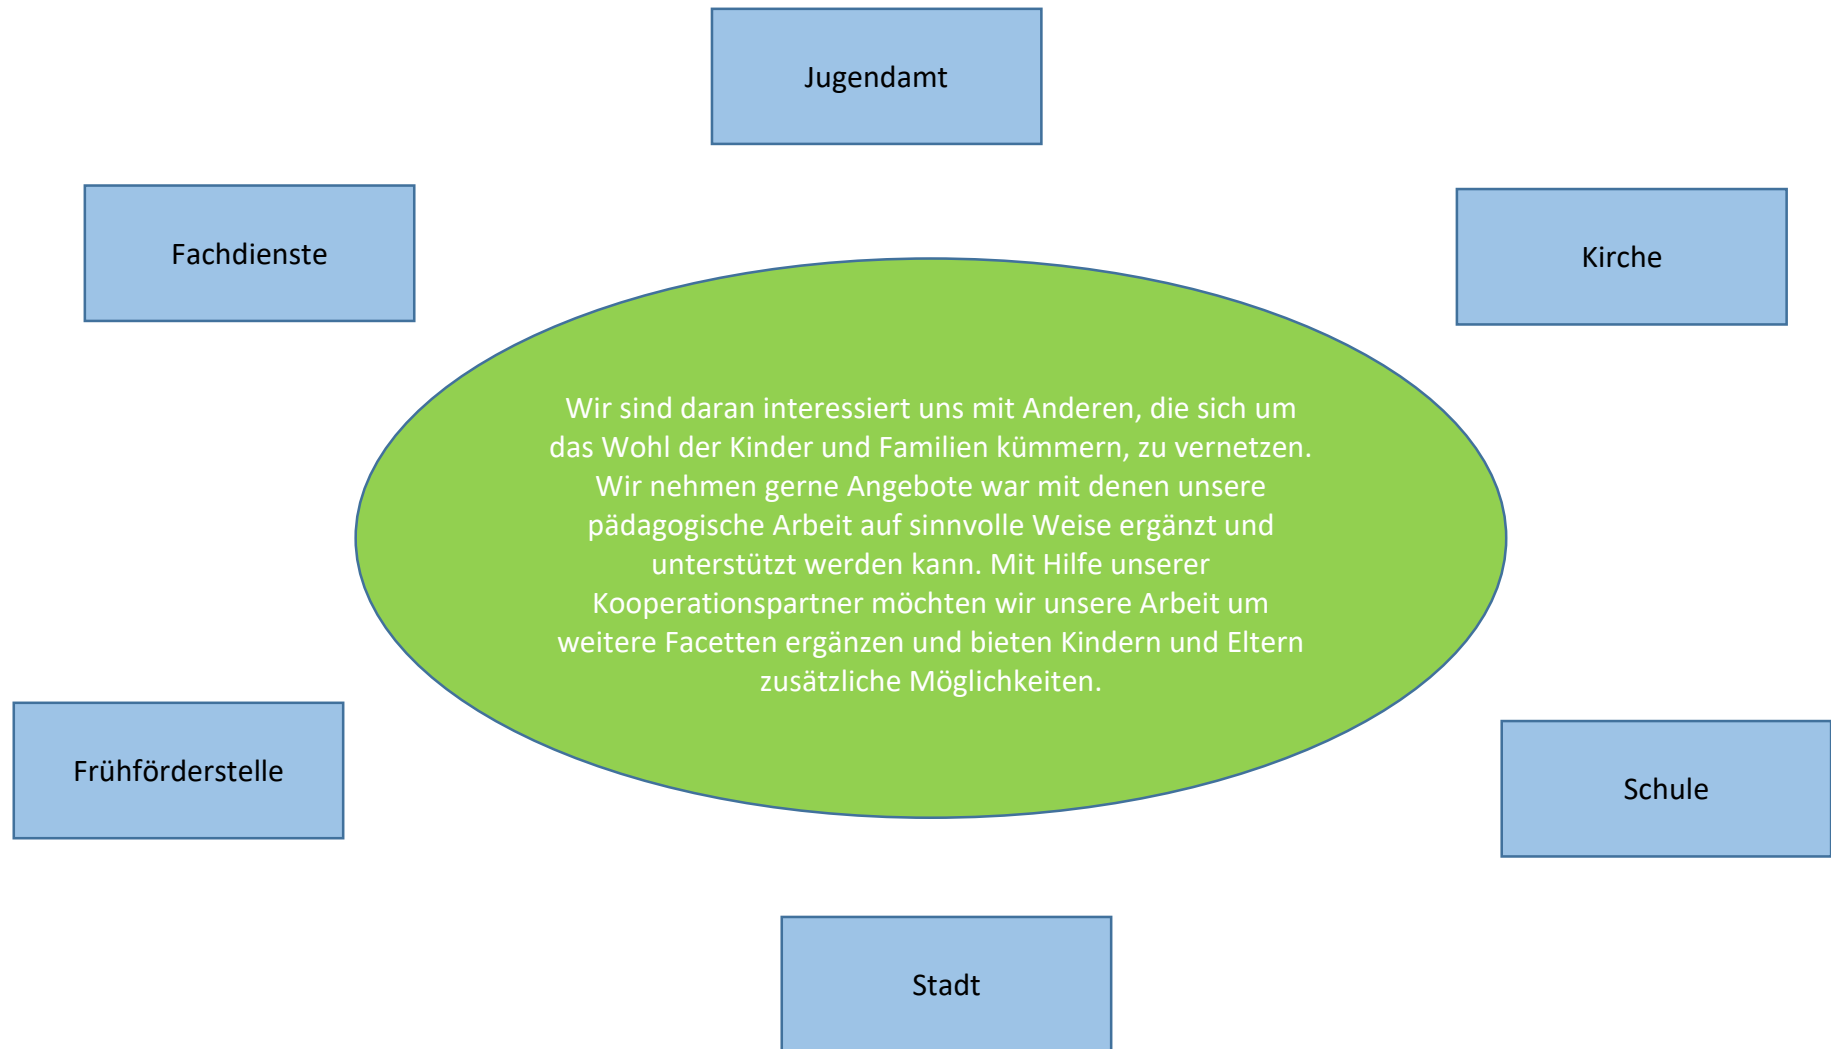 Jugendamt
Fachdienste
Kirche
Wir sind daran interessiert uns mit Anderen, die sich um
das Wohl der Kinder und Familien kümmern, zu vernetzen.
Wir nehmen gerne Angebote war mit denen unsere
pädagogische Arbeit auf sinnvolle Weise ergänzt und
unterstützt werden kann. Mit Hilfe unserer
Kooperationspartner möchten wir unsere Arbeit um
weitere Facetten ergänzen und bieten Kindern und Eltern
zusätzliche Möglichkeiten.
Frühförderstelle
Schule
Stadt